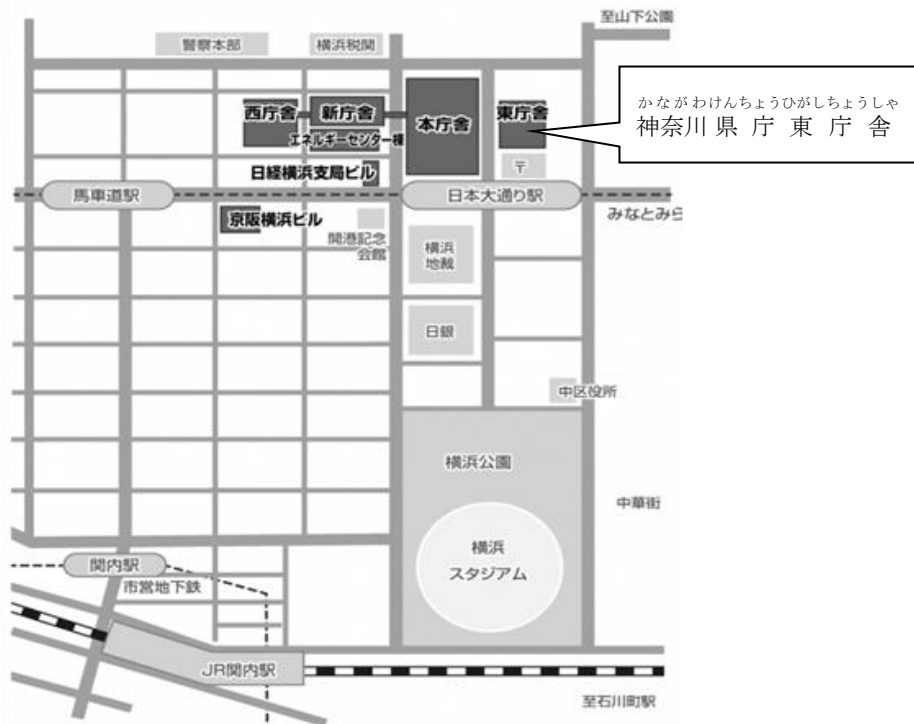 至山下公園
警察本部
横浜税関
西庁舎
新庁舎
本庁舎
東庁舎
かながわけんちょうひがしちょうしゃ
神奈川県庁東庁舎
エネルギーセンター棟
〒
日経横浜支局ビル
馬車道駅
日本大通り駅
みなとみら
京阪横浜ビル
開港記念
会館
横浜
地裁
日銀
中区役所
横浜公園
中華街
横浜
スタジアム
関内駅
市営地下鉄
JR関内駅
至石川町駅